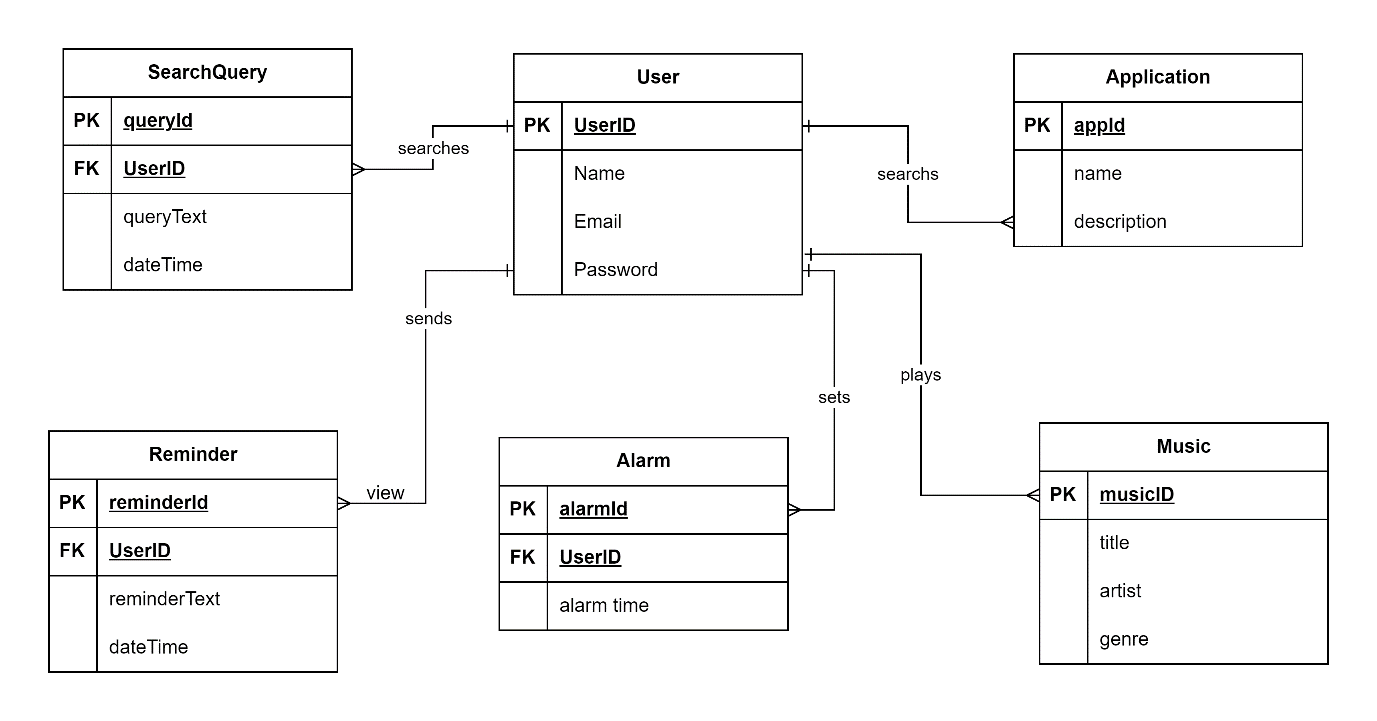 SearchQuery
PK queryId
FK UserID
queryText
dateTime
searches
User
PK UserID
Name
Email
Password
searchs
Application
PK appId
name
description
sends
view
plays
sets
Reminder
PK reminderId
FK UserID
reminderText
dateTime
Alarm
PK alarmId
FK UserID
alarm time
Music
PK musicID
title
artist
genre